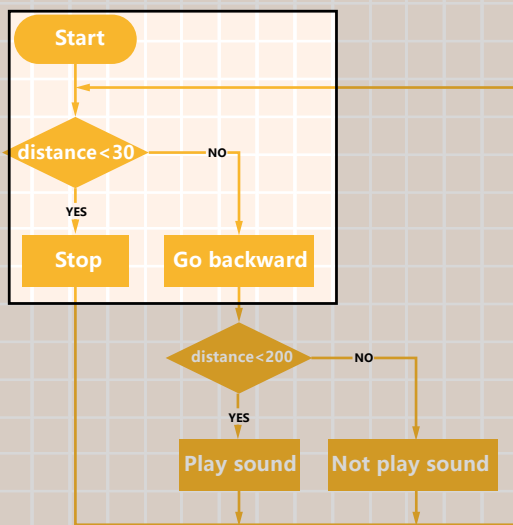 Start
distance<30
NO
YES
Stop
Go backward
distance<200
NO
YES
Play sound
Not play sound